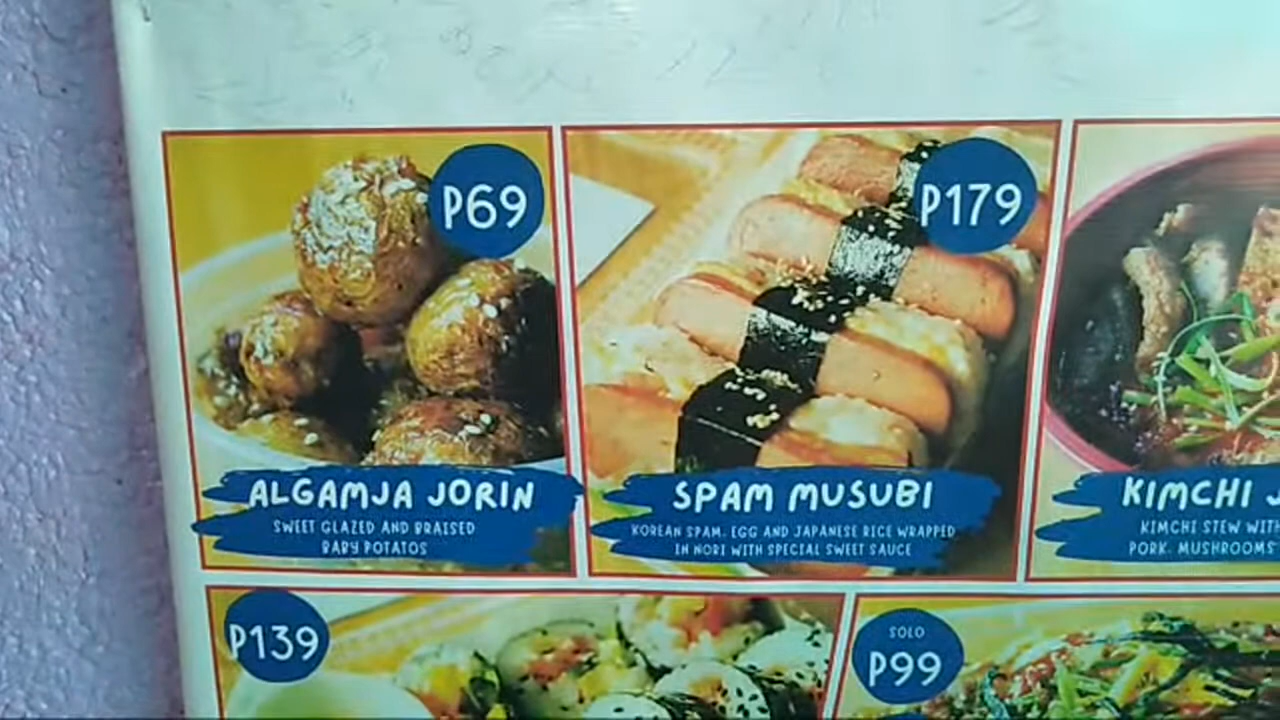 P69
ALGAMJA JORIN
SWEET GLAZED AND BRAISED
BABY POTATOS
P179
SPAM MUSUBI
KOREAN SPAM, EGG AND JAPANESE RICE WRAPPED
IN NORI WITH SPECIAL SWEET SAUCE
KIMCHI
KIMCHI STEW WITH
PORK, MUSHROOMS
P139
SOLO
P99